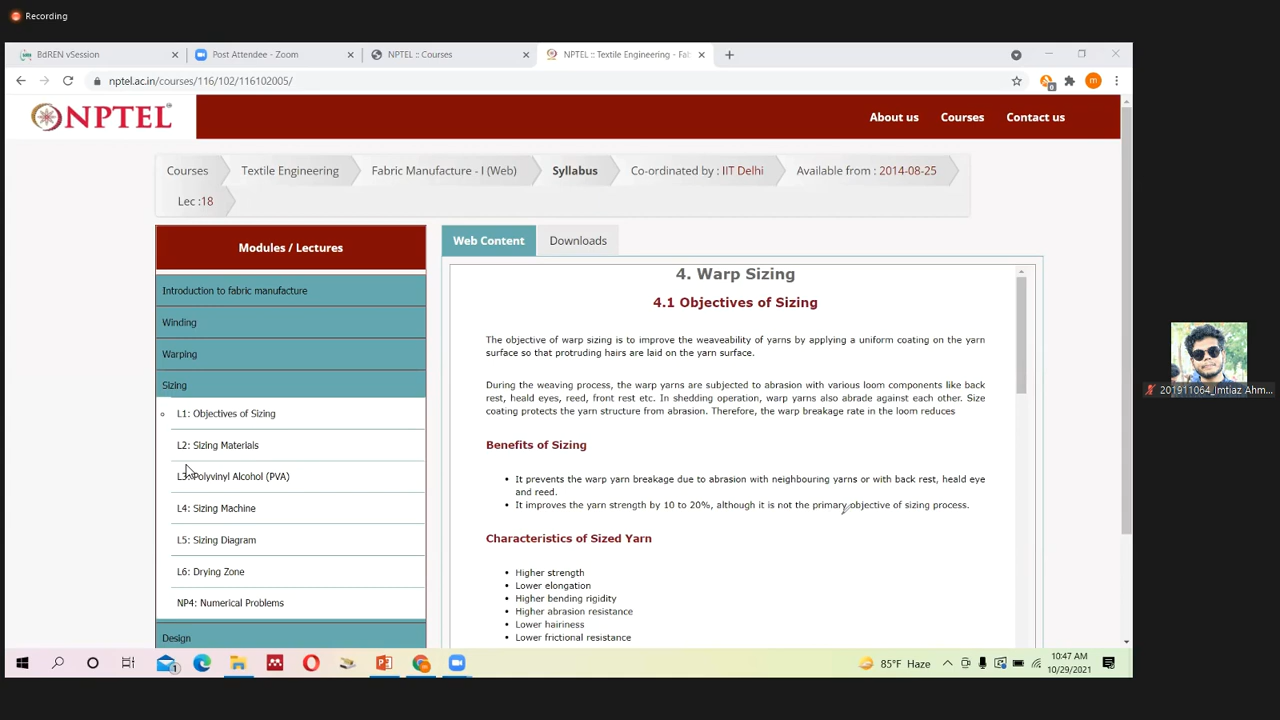 Recording
BdREN vSession
Post Attendee - Zoom
NPTEL :: Courses
NPTEL :: Textile Engineering - Fa
nptel.ac.in/courses/116/102/116102005/
NPTEL
About us
Courses
Contact us
Courses
Textile Engineering
Fabric Manufacture - I (Web)
Syllabus
Co-ordinated by : IIT Delhi
Available from : 2014-08-25
Lec :18
Modules / Lectures
Introduction to fabric manufacture
Winding
Warping
Sizing
L1: Objectives of Sizing
L2: Sizing Materials
L3: Polyvinyl Alcohol (PVA)
L4: Sizing Machine
L5: Sizing Diagram
L6: Drying Zone
NP4: Numerical Problems
Design
Web Content
Downloads
4. Warp Sizing
4.1 Objectives of Sizing
The objective of warp sizing is to improve the weaveability of yarns by applying a uniform coating on the yarn
surface so that protruding hairs are laid on the yarn surface.
During the weaving process, the warp yarns are subjected to abrasion with various loom components like back
rest, heald eyes, reed, front rest etc. In shedding operation, warp yarns also abrade against each other. Size
coating protects the yarn structure from abrasion. Therefore, the warp breakage rate in the loom reduces
Benefits of Sizing
• It prevents the warp yarn breakage due to abrasion with neighbouring yarns or with back rest, heald eye
and reed.
• It improves the yarn strength by 10 to 20%, although it is not the primary objective of sizing process.
Characteristics of Sized Yarn
• Higher strength
• Lower elongation
• Higher bending rigidity
• Higher abrasion resistance
• Lower hairiness
• Lower frictional resistance
201911064_Imtiaz Ahm...
85°F Haze
10:47 AM
10/29/2021